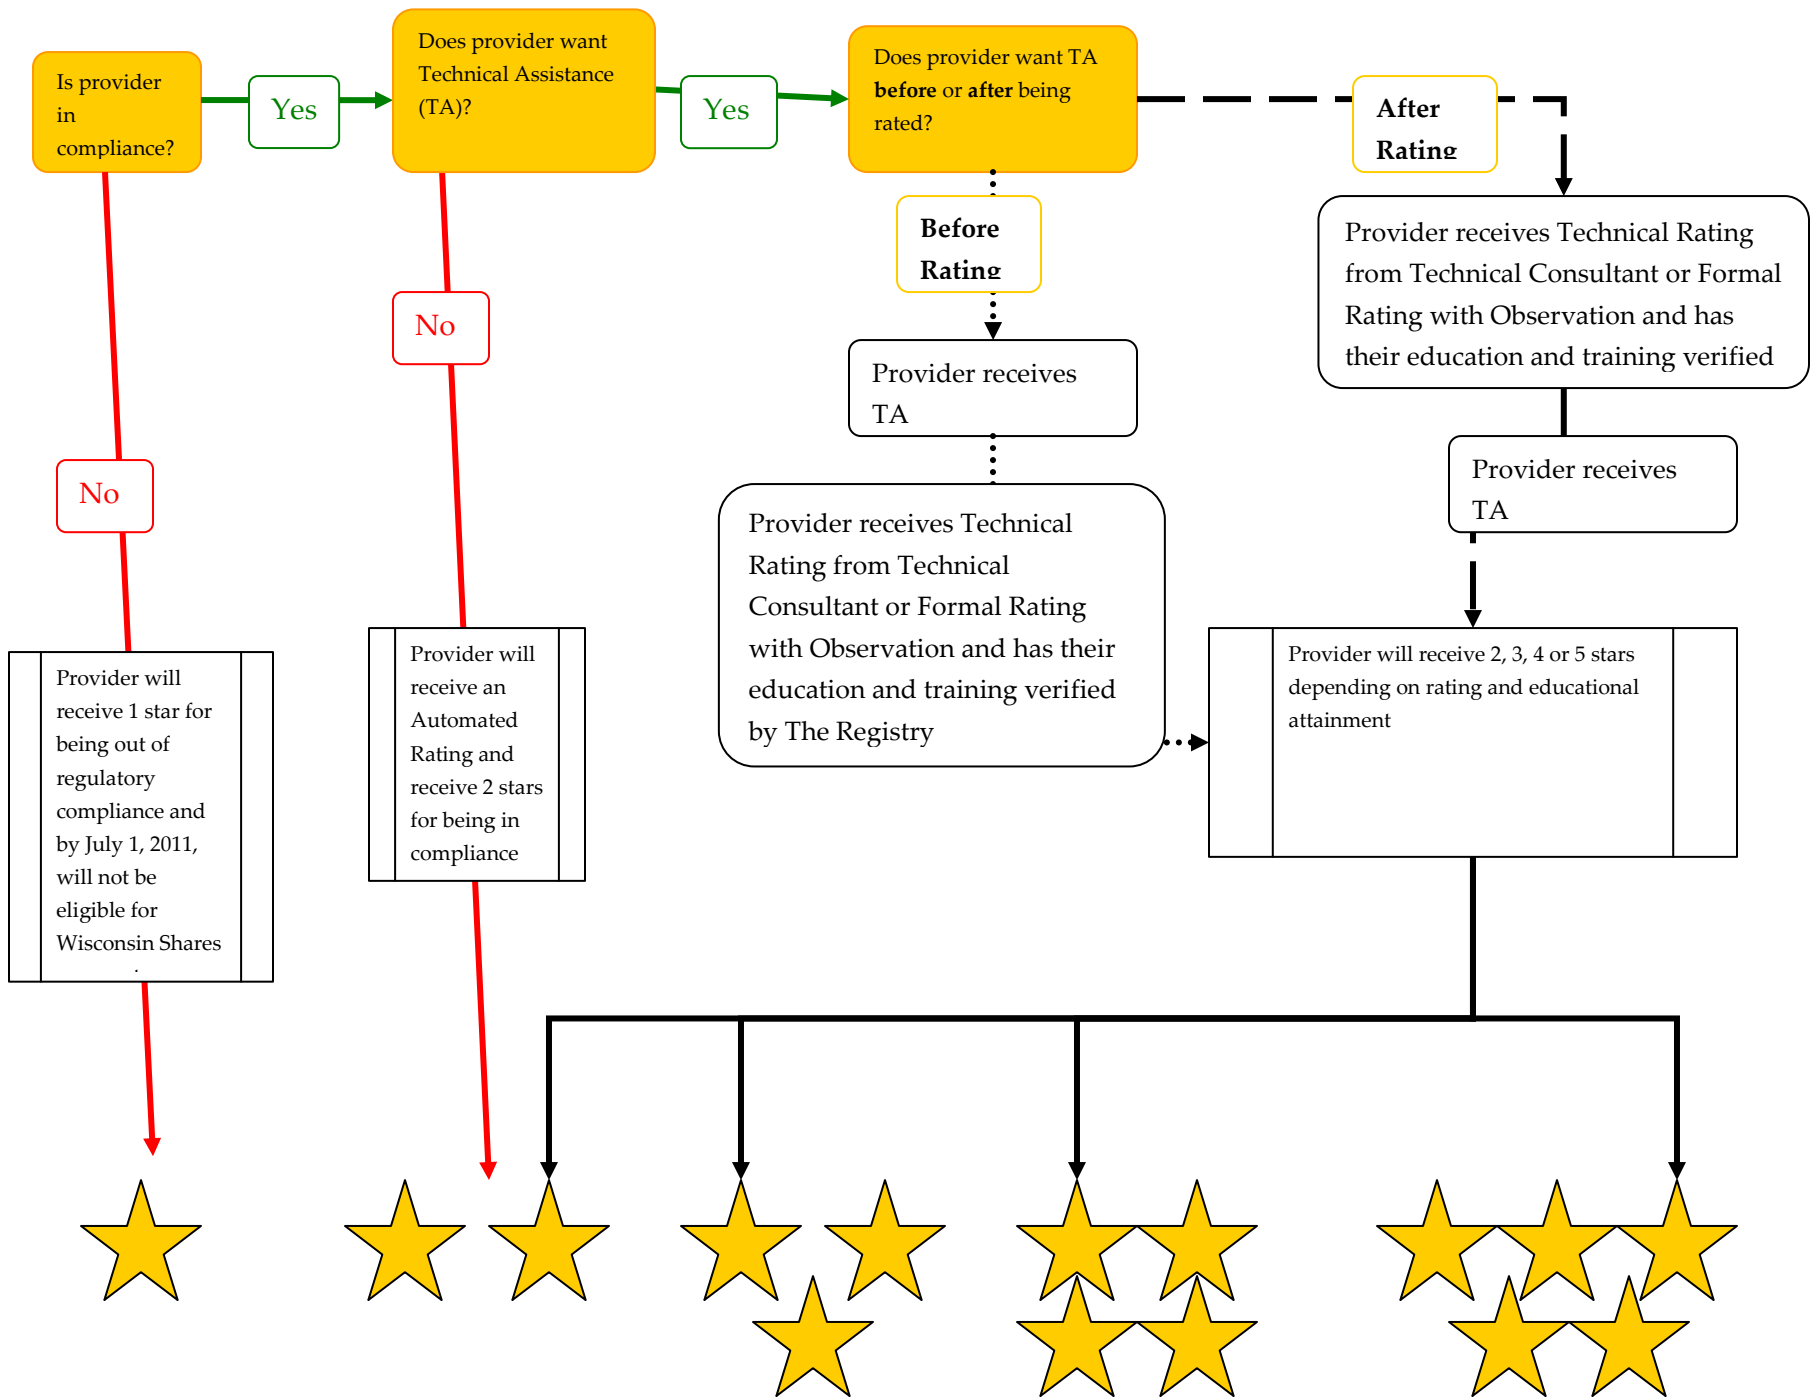 Is provider
in
compliance?
Yes
Does provider want
Technical Assistance
(TA)?
Yes
Does provider want TA
before or after being
rated?
After
Rating
Before
Rating
No
No
Provider receives
TA
Provider receives Technical Rating
from Technical Consultant or Formal
Rating with Observation and has
their education and training verified
Provider receives
TA
Provider receives Technical
Rating from Technical
Consultant or Formal Rating
with Observation and has their
education and training verified
by The Registry
Provider will receive 2, 3, 4 or 5 stars
depending on rating and educational
attainment
Provider will
receive 1 star for
being out of
regulatory
compliance and
by July 1, 2011,
will not be
eligible for
Wisconsin Shares
.
Provider will
receive an
Automated
Rating and
receive 2 stars
for being in
compliance